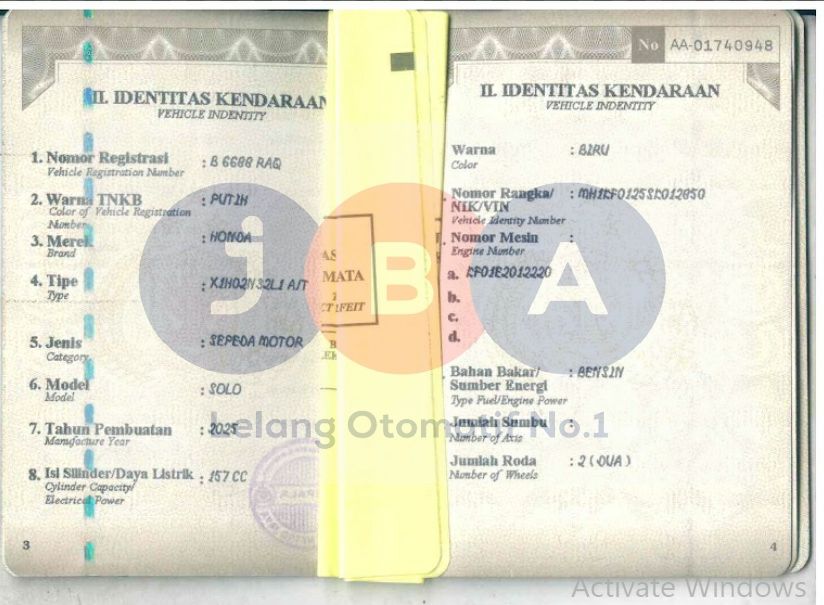 No AA-01740948
II. IDENTITAS KENDARAAN
VEHICLE INDENTITY
1. Nomor Registrasi : B 6688 RAQ
Vehicle Registration Number
2. Warna TNKB : PUTIH
Color of Vehicle Registration
Number
3. Merek : HONDA
Brand
4. Tipe : X1H02N32L1 A/T
Type
5. Jenis : SEPEDA MOTOR
Category
6. Model : SOLO
Model
7. Tahun Pembuatan : 2025
Manufacture Year
8. Isi Silinder/Daya Listrik : 157 CC
Cylinder Capacity/
Electrical Power
3
MATA
II. IDENTITAS KENDARAAN
VEHICLE INDENTITY
Warna : BIRU
Color
Nomor Rangka/ : MH1KF0125SK012850
NIK/VIN
Vehicle Identity Number
Nomor Mesin :
Engine Number
a. KF01E2012220
b.
c.
d.
Bahan Bakar/ : BENSIN
Sumber Energi
Type Fuel/Engine Power
Jumlah Sumbu :
Number of Axis
Jumlah Roda : 2 (DUA)
Number of Wheels
4
jBA
Lelang Otomotif No.1
Activate Windows